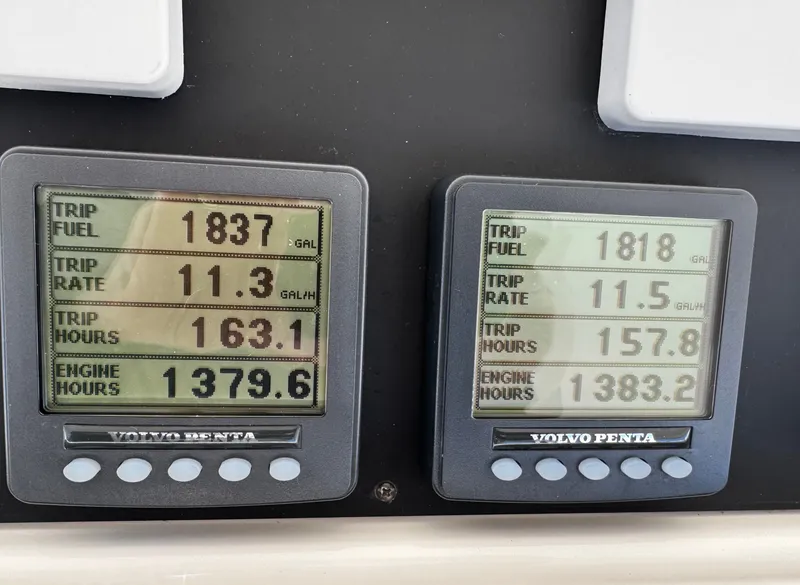 TRIP FUEL 1837 GAL
TRIP RATE 11.3 GAL/H
TRIP HOURS 163.1
ENGINE HOURS 1379.6
VOLVO PENTA
TRIP FUEL 1818 GAL
TRIP RATE 11.5 GAL/H
TRIP HOURS 157.8
ENGINE HOURS 1383.2
VOLVO PENTA